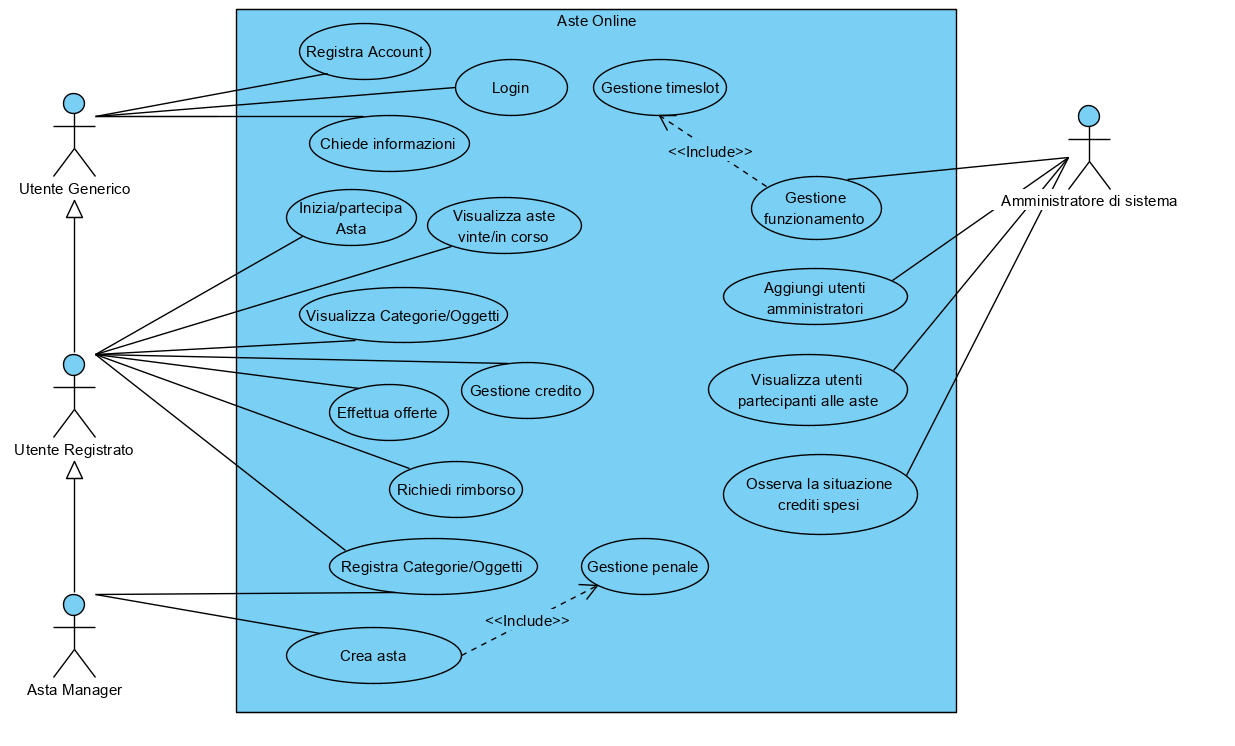 Aste Online
Registra Account
Login
Gestione timeslot
Chiede informazioni
<<Include>>
Utente Generico
Gestione
funzionamento
Amministratore di sistema
Inizia/partecipa
Asta
Visualizza aste
vinte/in corso
Aggiungi utenti
amministratori
Visualizza Categorie/Oggetti
Gestione credito
Visualizza utenti
partecipanti alle aste
Effettua offerte
Utente Registrato
Richiedi rimborso
Osserva la situazione
crediti spesi
Registra Categorie/Oggetti
Gestione penale
<<Include>>
Crea asta
Asta Manager